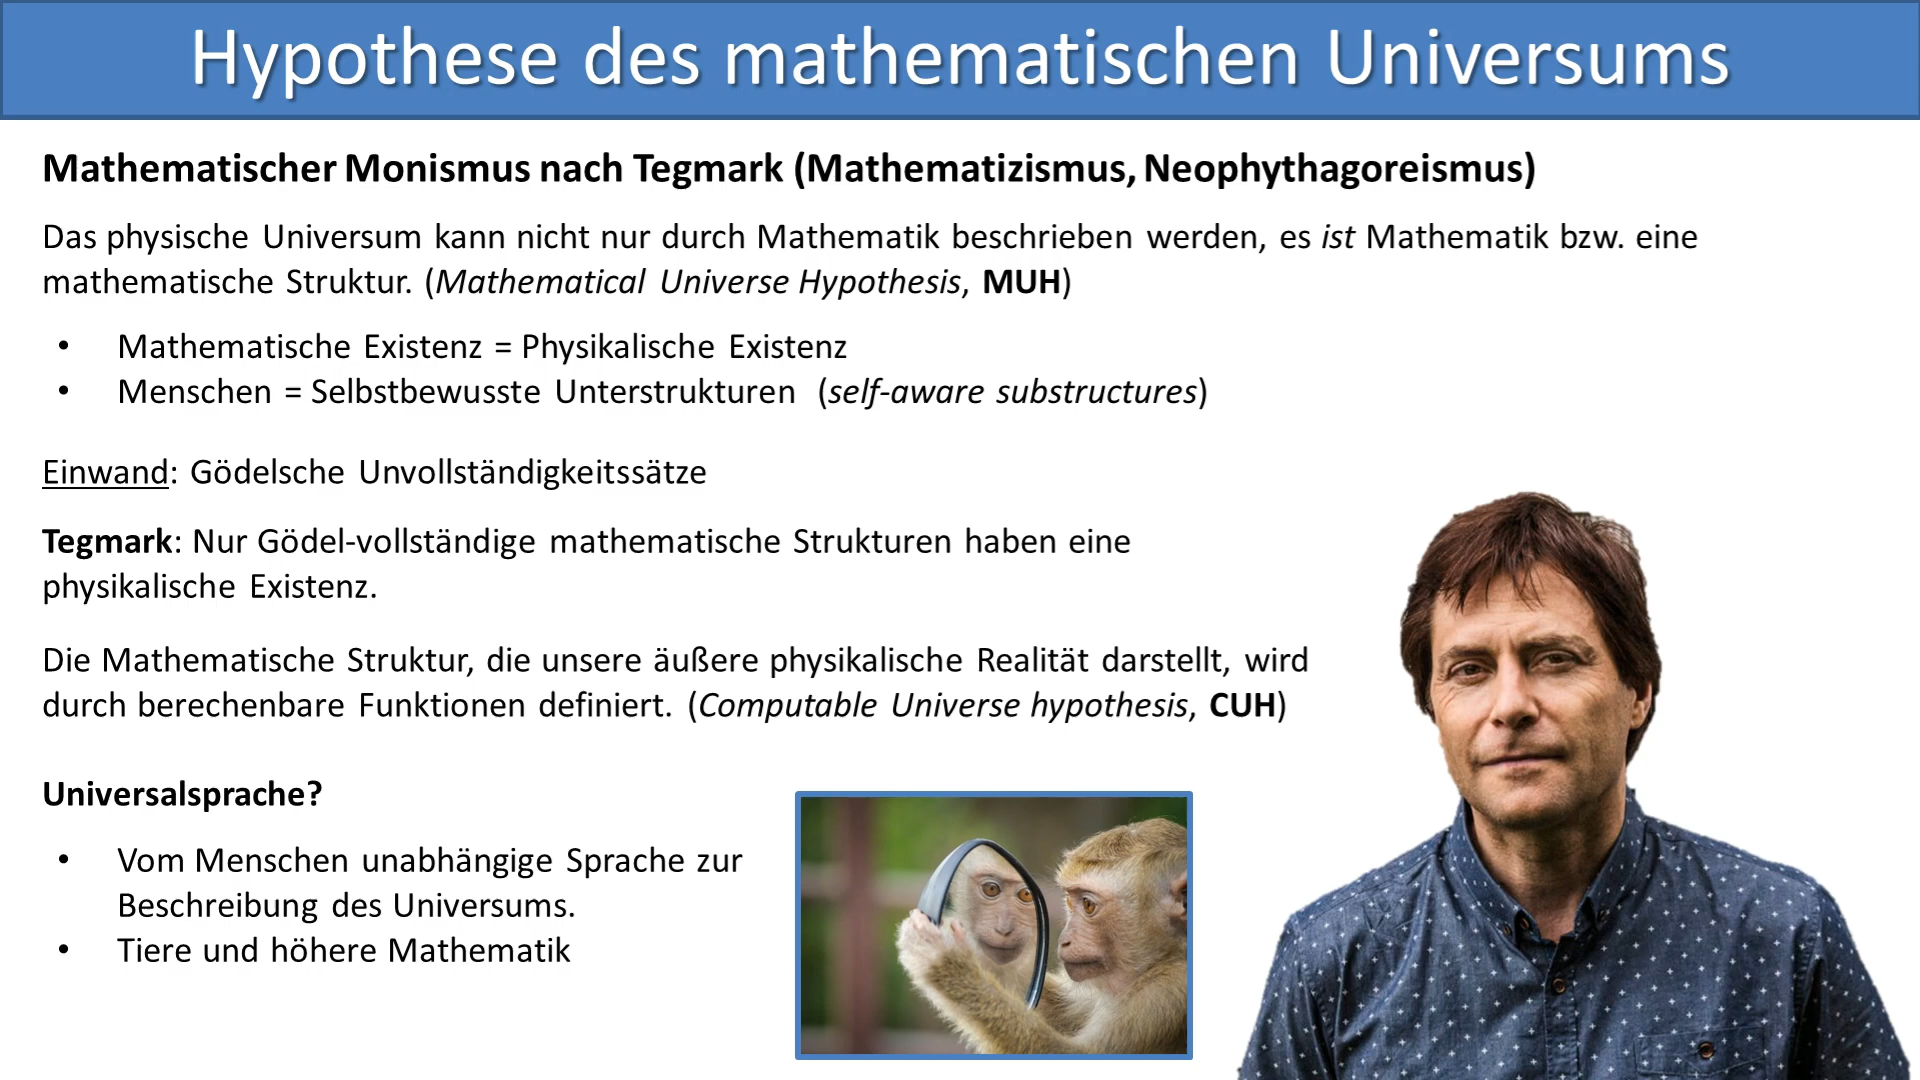 Hypothese des mathematischen Universums
Mathematischer Monismus nach Tegmark (Mathematizismus, Neophythagoreismus)
Das physische Universum kann nicht nur durch Mathematik beschrieben werden, es ist Mathematik bzw. eine
mathematische Struktur. (Mathematical Universe Hypothesis, MUH)
• Mathematische Existenz = Physikalische Existenz
• Menschen = Selbstbewusste Unterstrukturen (self-aware substructures)
Einwand: Gödelsche Unvollständigkeitssätze
Tegmark: Nur Gödel-vollständige mathematische Strukturen haben eine
physikalische Existenz.
Die Mathematische Struktur, die unsere äußere physikalische Realität darstellt, wird
durch berechenbare Funktionen definiert. (Computable Universe hypothesis, CUH)
Universalsprache?
• Vom Menschen unabhängige Sprache zur
Beschreibung des Universums.
• Tiere und höhere Mathematik